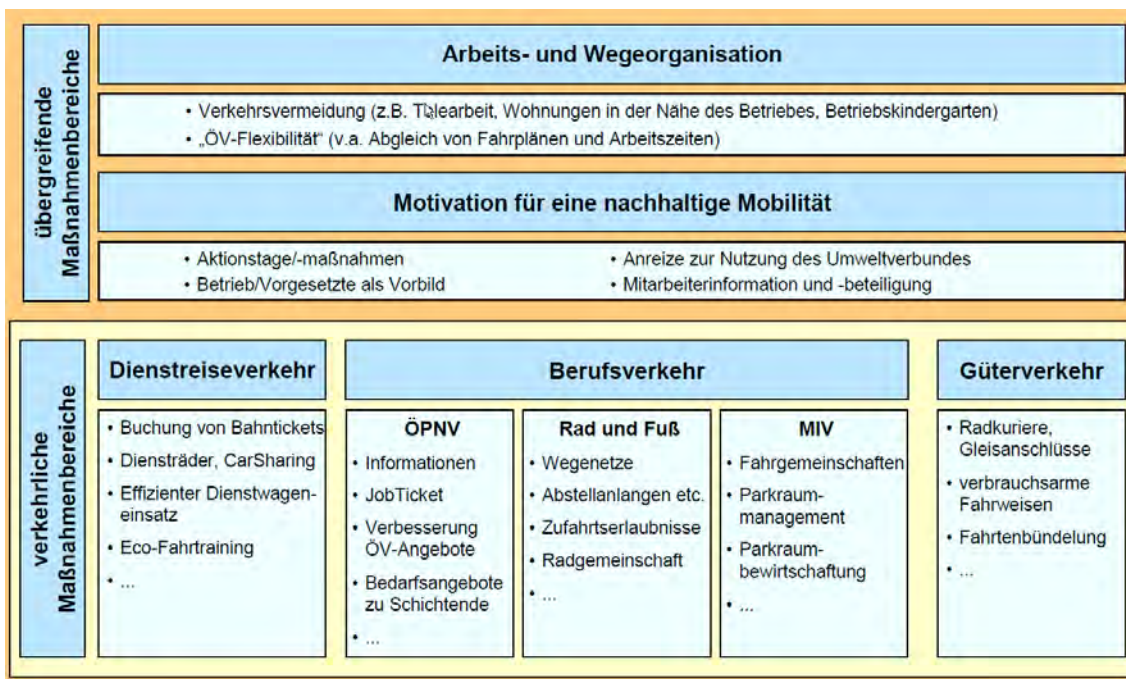 übergreifende
Maßnahmenbereiche
Arbeits- und Wegeorganisation
• Verkehrsvermeidung (z.B. Telearbeit, Wohnungen in der Nähe des Betriebes, Betriebskindergarten)
• „ÖV-Flexibilität“ (v.a. Abgleich von Fahrplänen und Arbeitszeiten)
Motivation für eine nachhaltige Mobilität
• Aktionstage/-maßnahmen
• Betrieb/Vorgesetzte als Vorbild
• Anreize zur Nutzung des Umweltverbundes
• Mitarbeiterinformation und -beteiligung
verkehrliche
Maßnahmenbereiche
Dienstreiseverkehr
• Buchung von Bahntickets
• Diensträder, CarSharing
• Effizienter Dienstwagen-
einsatz
• Eco-Fahrtraining
• ...
Berufsverkehr
ÖPNV
• Informationen
• JobTicket
• Verbesserung
ÖV-Angebote
• Bedarfsangebote
zu Schichtende
• ...
Rad und Fuß
• Wegenetze
• Abstellanlangen etc.
• Zufahrtserlaubnisse
• Radgemeinschaft
• ...
MIV
• Fahrgemeinschaften
• Parkraum-
management
• Parkraum-
bewirtschaftung
• ...
Güterverkehr
• Radkuriere,
Gleisanschlüsse
• verbrauchsarme
Fahrweisen
• Fahrtenbündelung
• ...